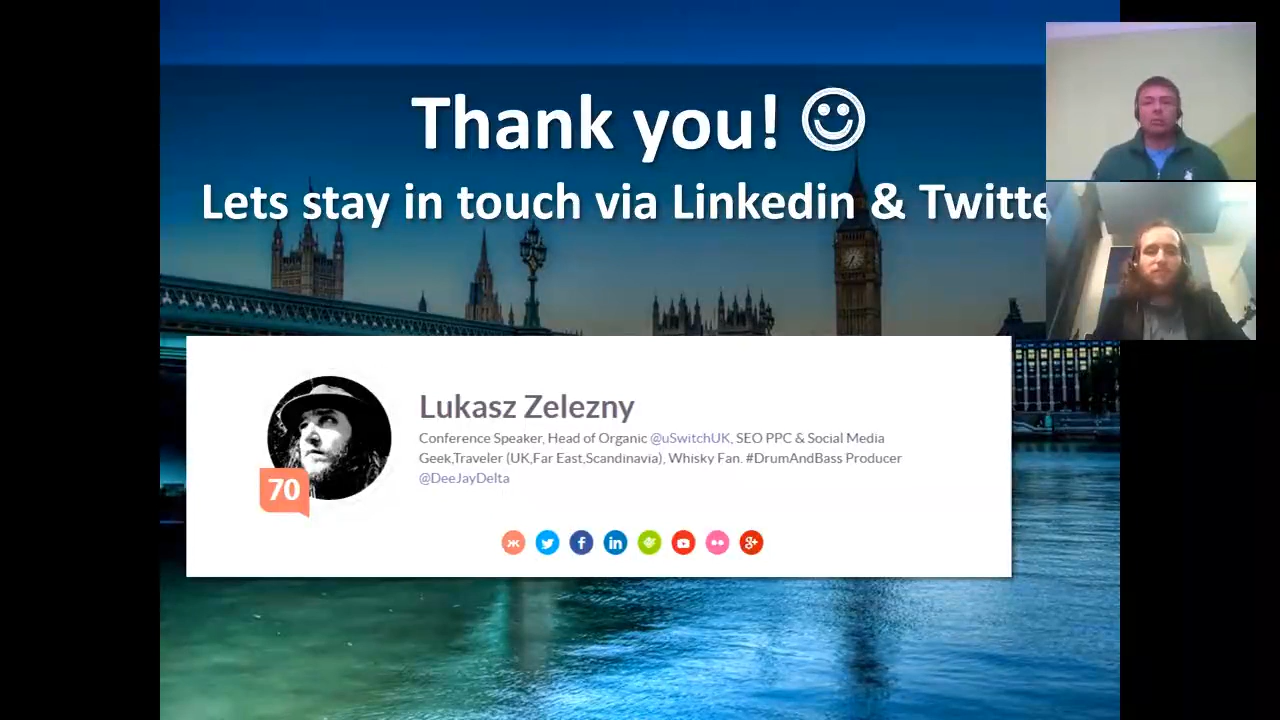 Thank you! ☺
Lets stay in touch via Linkedin & Twitte
Lukasz Zelezny
Conference Speaker, Head of Organic @uSwitchUK, SEO PPC & Social Media
Geek,Traveler (UK,Far East,Scandinavia), Whisky Fan. #DrumAndBass Producer
@DeeJayDelta
70